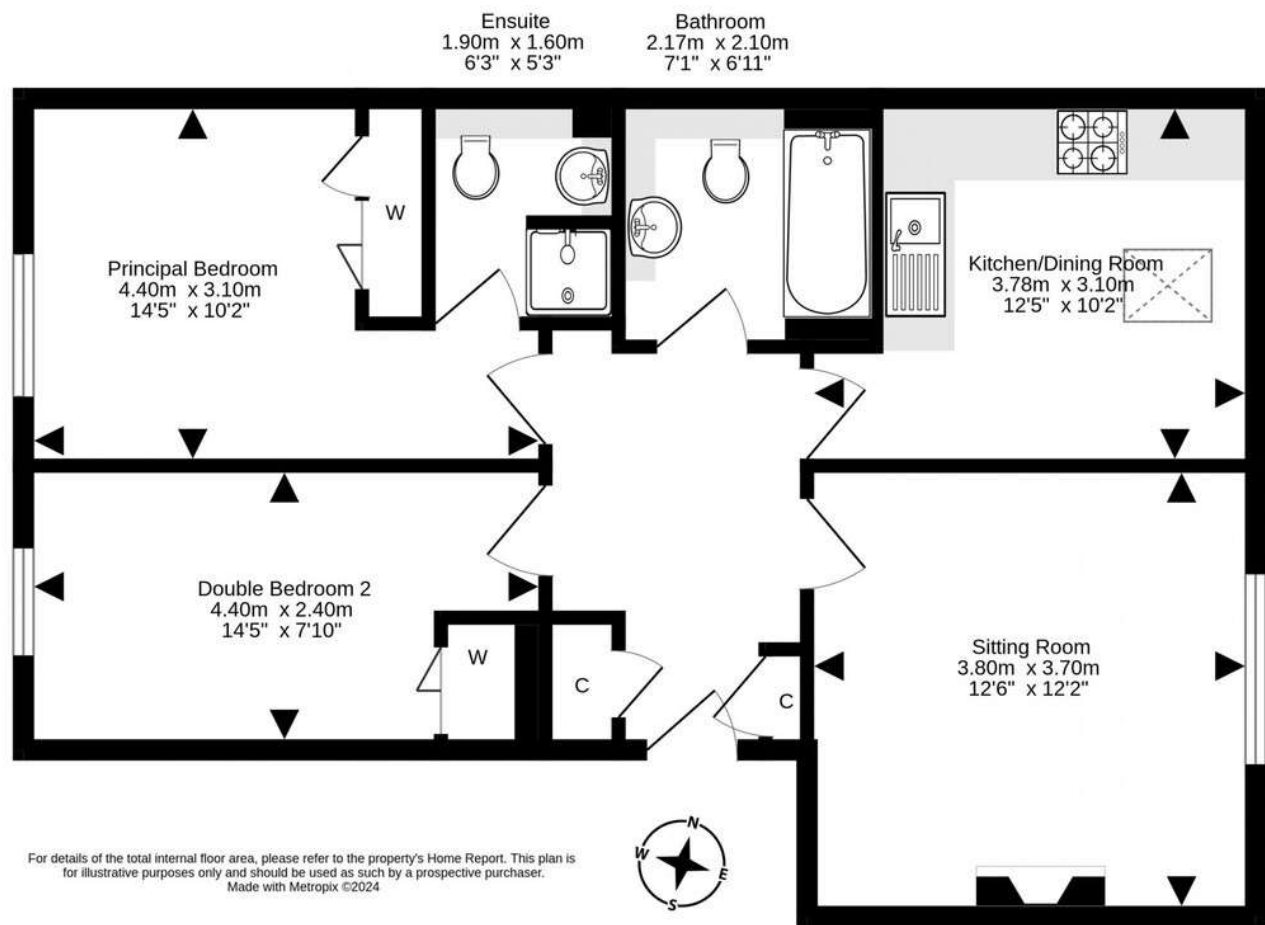 Ensuite
1.90m x 1.60m
6'3" x 5'3"
Bathroom
2.17m x 2.10m
7'1" x 6'11"
W
Principal Bedroom
4.40m x 3.10m
14'5" x 10'2"
Kitchen/Dining Room
3.78m x 3.10m
12'5" x 10'2"
Double Bedroom 2
4.40m x 2.40m
14'5" x 7'10"
W
C
C
Sitting Room
3.80m x 3.70m
12'6" x 12'2"
N
W
E
S
For details of the total internal floor area, please refer to the property's Home Report. This plan is
for illustrative purposes only and should be used as such by a prospective purchaser.
Made with Metropix ©2024